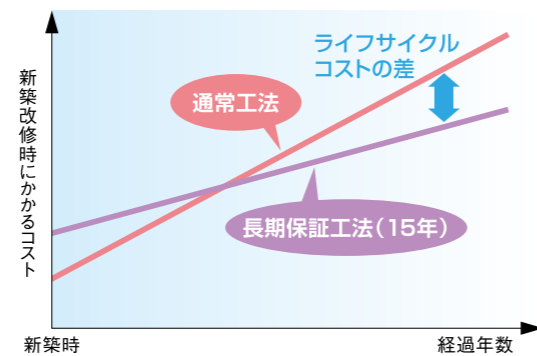 新築改修時にかかるコスト
ライフサイクル
コストの差
通常工法
長期保証工法（15年）
新築時
経過年数